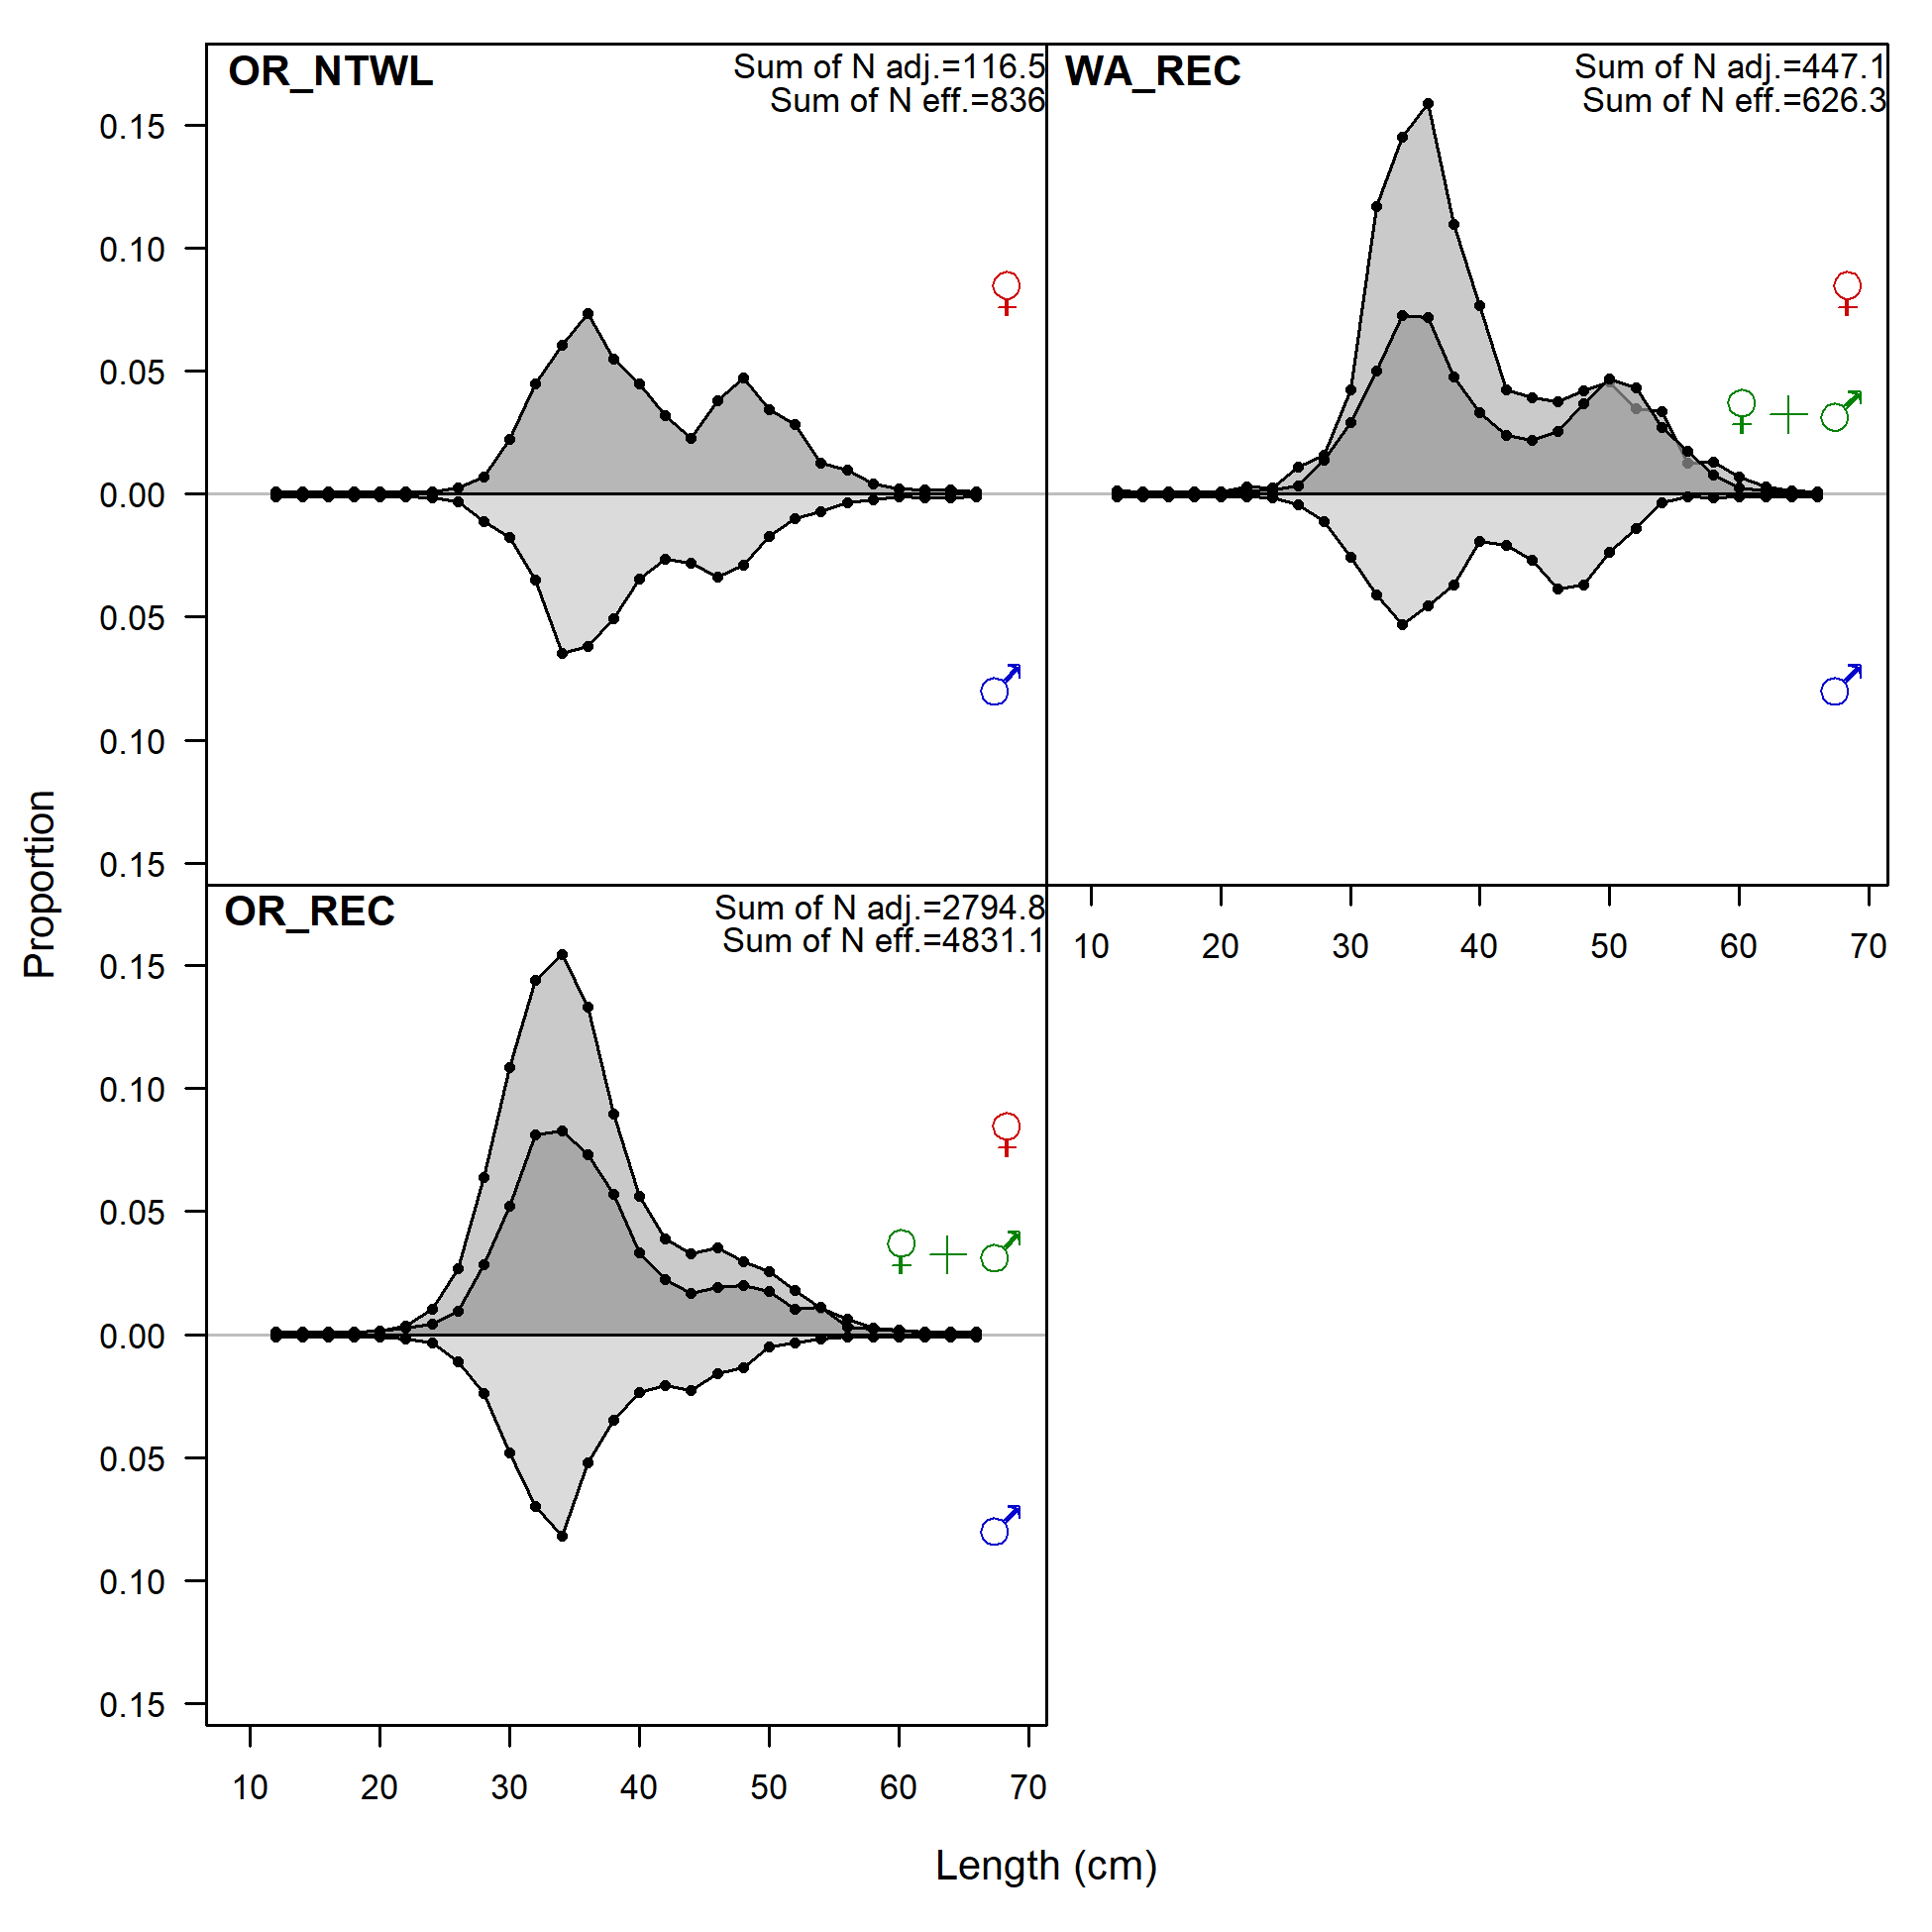 OR_NTWL
Sum of N adj.=116.5
Sum of N eff.=836
WA_REC
Sum of N adj.=447.1
Sum of N eff.=626.3
0.15
0.10
0.05
0.00
0.05
0.10
0.15
♀
♂
♀
♀ + ♂
♂
10 20 30 40 50 60 70
OR_REC
Sum of N adj.=2794.8
Sum of N eff.=4831.1
0.15
0.10
0.05
0.00
0.05
0.10
0.15
♀
♀ + ♂
♂
10 20 30 40 50 60 70
Proportion
Length (cm)